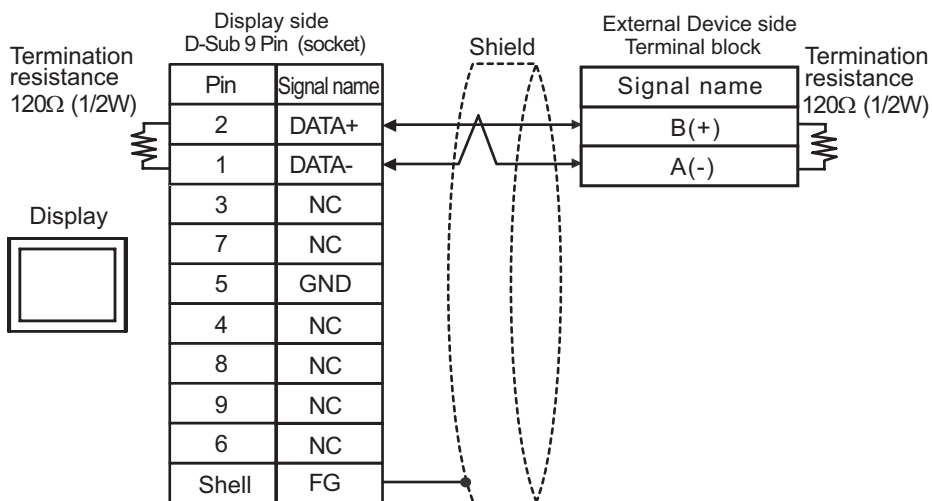 Display side
D-Sub 9 Pin (socket)
Shield
External Device side
Terminal block
Termination
resistance
120Ω (1/2W)
Termination
resistance
120Ω (1/2W)
Pin Signal name
2 DATA+
1 DATA-
3 NC
7 NC
5 GND
4 NC
8 NC
9 NC
6 NC
Shell FG
Signal name
B(+)
A(-)
Display